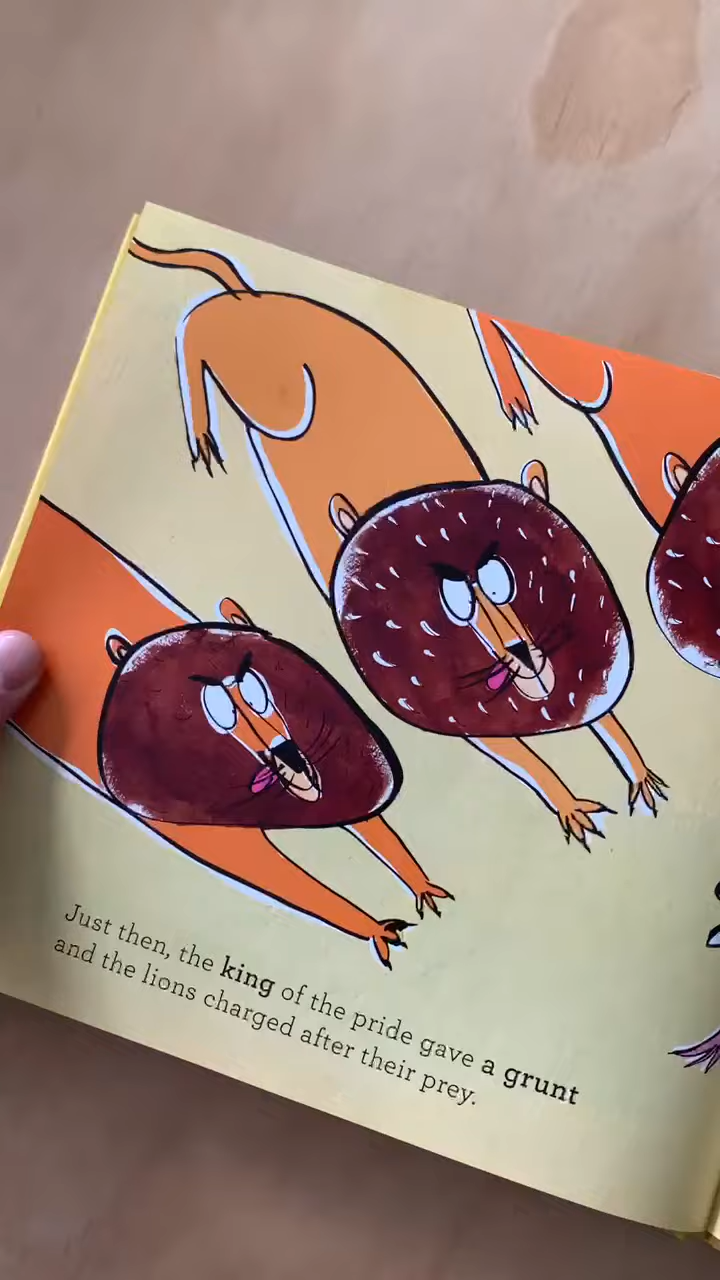 Just then, the king of the pride gave a grunt
and the lions charged after their prey.